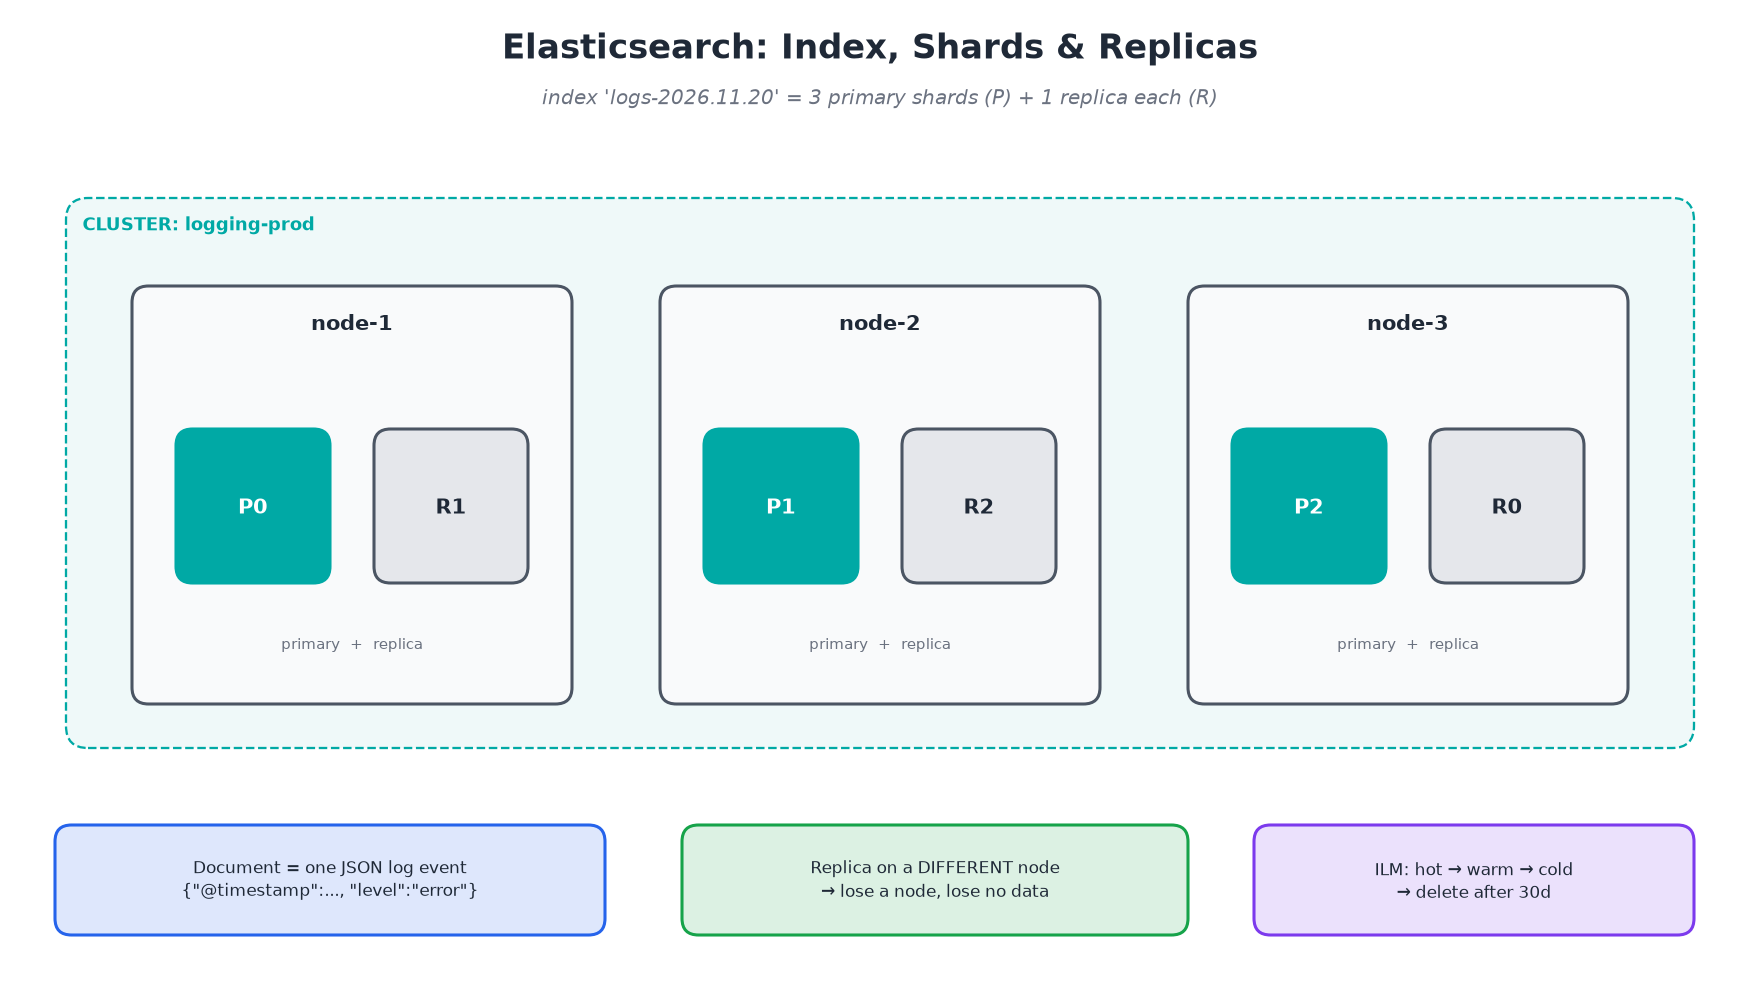 Elasticsearch: Index, Shards & Replicas
index 'logs-2026.11.20' = 3 primary shards (P) + 1 replica each (R)
CLUSTER: logging-prod
node-1
P0
R1
primary + replica
node-2
P1
R2
primary + replica
node-3
P2
R0
primary + replica
Document = one JSON log event
{"@timestamp":..., "level":"error"}
Replica on a DIFFERENT node
→ lose a node, lose no data
ILM: hot → warm → cold
→ delete after 30d